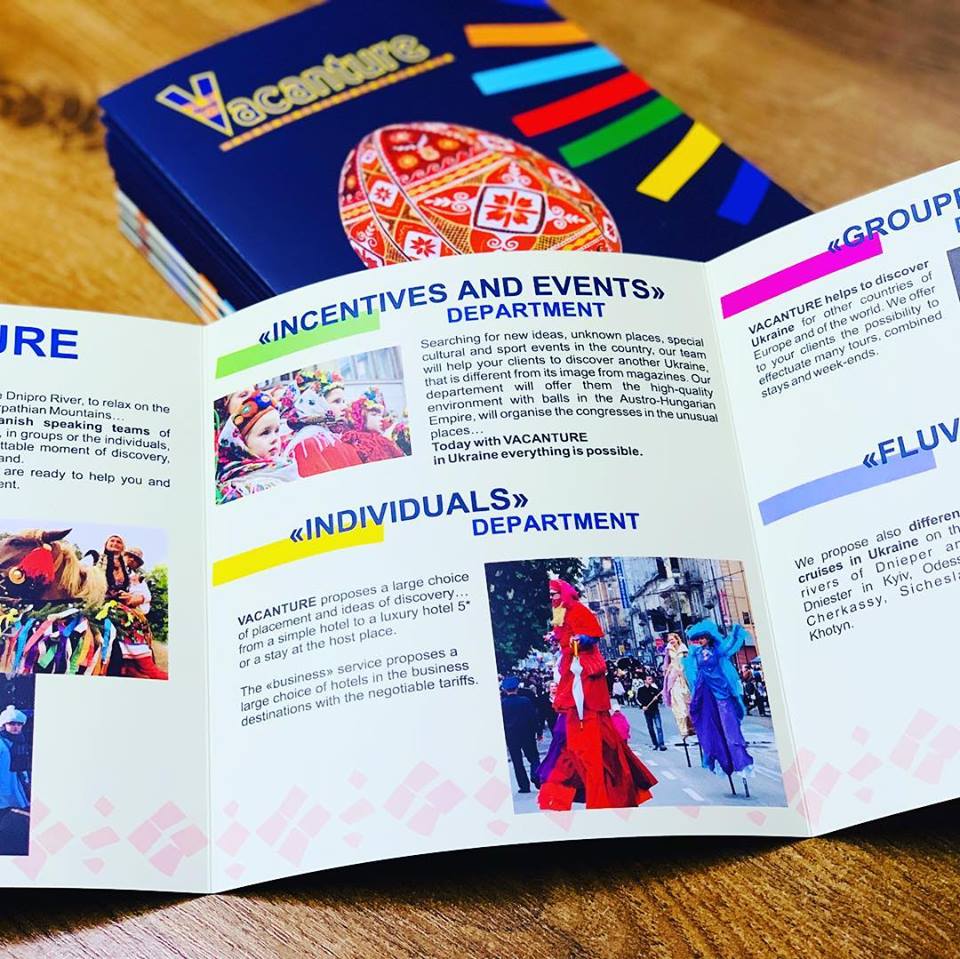 Vacanture
URE
Dnipro River, to relax on the
pathian Mountains…
anish speaking teams of
, in groups or the individuals,
ttable moment of discovery,
and.
are ready to help you and
ent.
«INCENTIVES AND EVENTS»
DEPARTMENT
Searching for new ideas, unknown places, special
cultural and sport events in the country, our team
will help your clients to discover another Ukraine,
that is different from its image from magazines. Our
departement will offer them the high-quality
environment with balls in the Austro-Hungarian
Empire, will organise the congresses in the unusual
places…
Today with VACANTURE
in Ukraine everything is possible.
«INDIVIDUALS»
DEPARTMENT
VACANTURE proposes a large choice
of placement and ideas of discovery…
from a simple hotel to a luxury hotel 5*
or a stay at the host place.
The «business» service proposes a
large choice of hotels in the business
destinations with the negotiable tariffs.
«GROUP
VACANTURE helps to discover
Ukraine for other countries of
Europe and of the world. We offer
to your clients the possibility to
effectuate many tours, combined
stays and week-ends.
«FLUV
We propose also differen
cruises in Ukraine on th
rivers of Dnieper an
Dniester in Kyiv, Odess
Cherkassy, Sichesla
Khotyn.